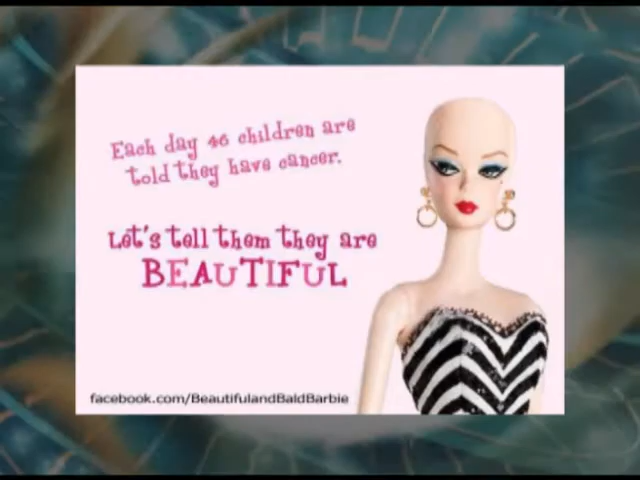 Each day 46 children are
told they have cancer.
Let's tell them they are
BEAUTIFUL
facebook.com/BeautifulandBaldBarbie